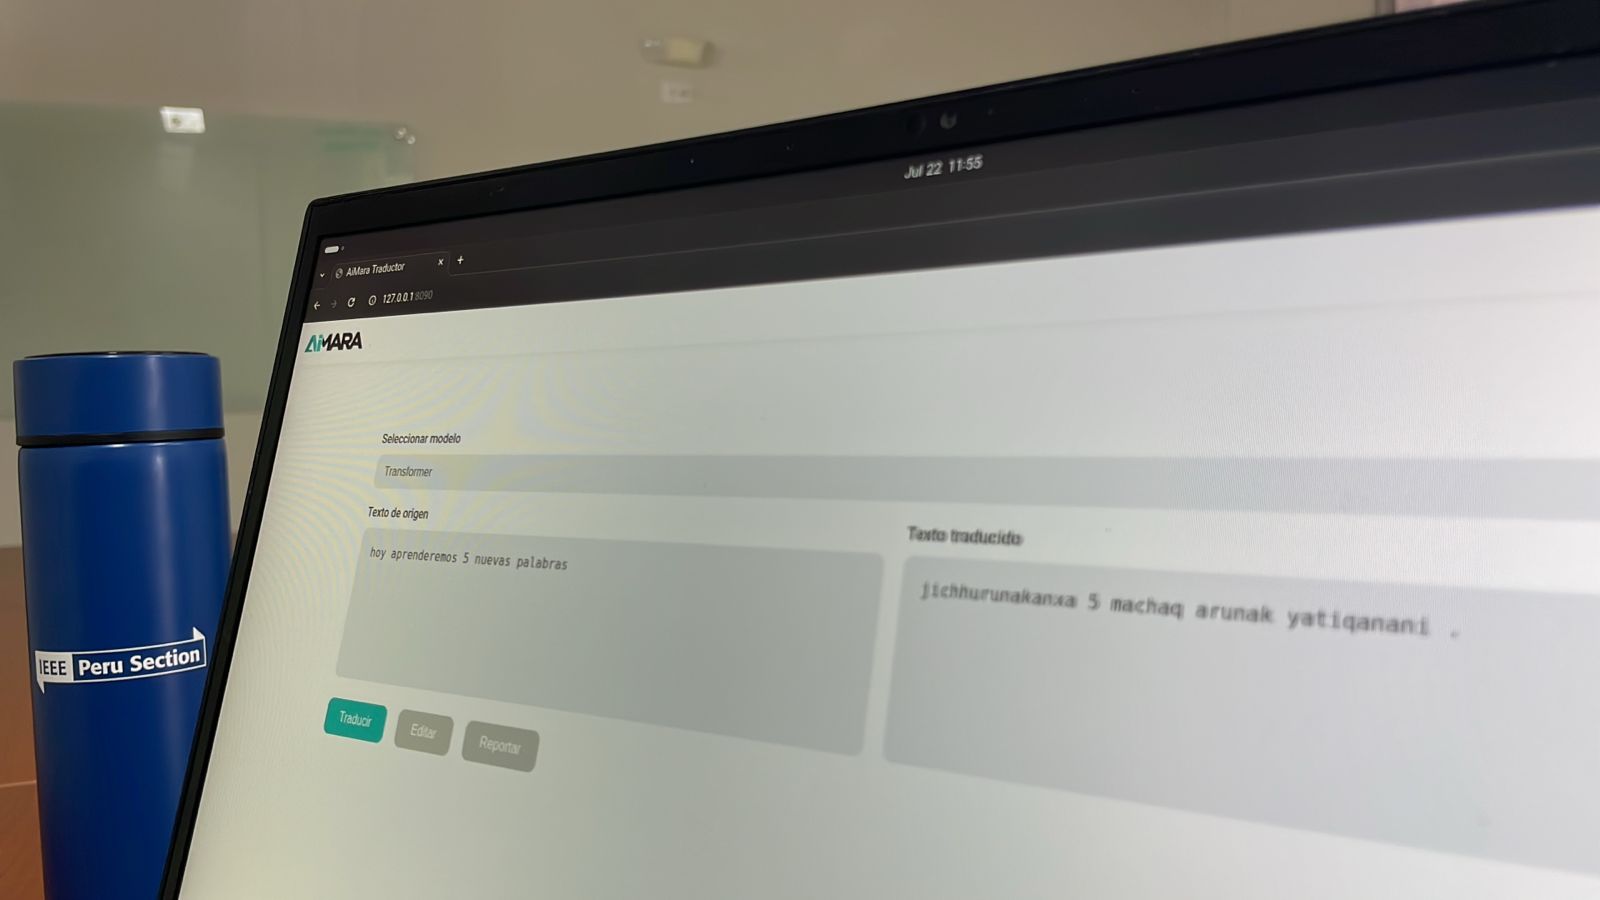 Jul 22 11:55
AiMara Traductor
127.0.0.1:8090
AiMARA
Seleccionar modelo
Transformer
Texto de origen
hoy aprenderemos 5 nuevas palabras
Texto traducido
jichhurunakanxa 5 machaq arunak yatiqanani .
Traducir
Editar
Reportar
IEEE Peru Section